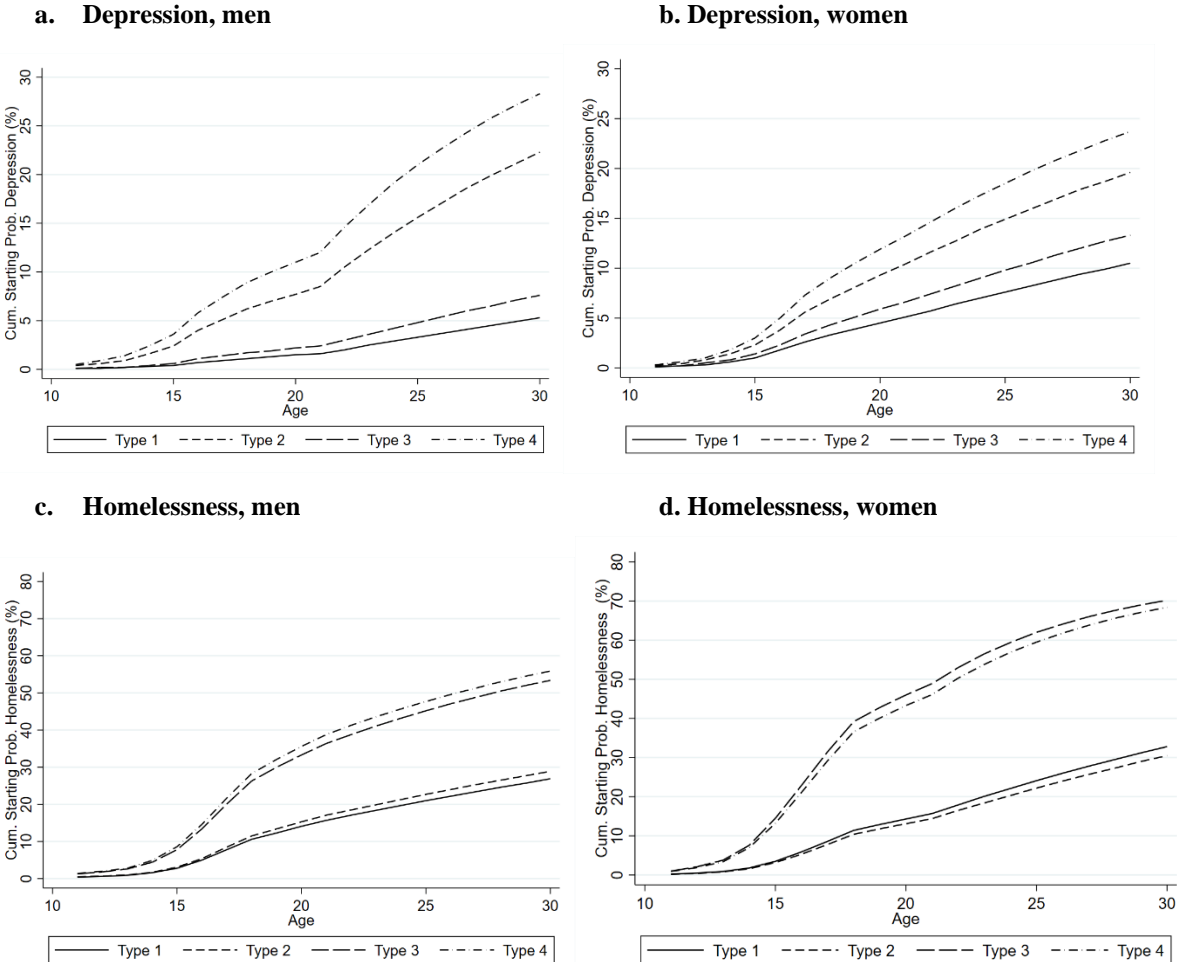 a. Depression, men
b. Depression, women
Cum. Starting Prob. Depression (%)
30
25
20
15
10
5
0
10 15 20 25 30
Age
Type 1 Type 2 Type 3 Type 4
Cum. Starting Prob. Depression (%)
30
25
20
15
10
5
0
10 15 20 25 30
Age
Type 1 Type 2 Type 3 Type 4
c. Homelessness, men
d. Homelessness, women
Cum. Starting Prob. Homelessness (%)
80
70
60
50
40
30
20
10
0
10 15 20 25 30
Age
Type 1 Type 2 Type 3 Type 4
Cum. Starting Prob. Homelessness (%)
80
70
60
50
40
30
20
10
0
10 15 20 25 30
Age
Type 1 Type 2 Type 3 Type 4